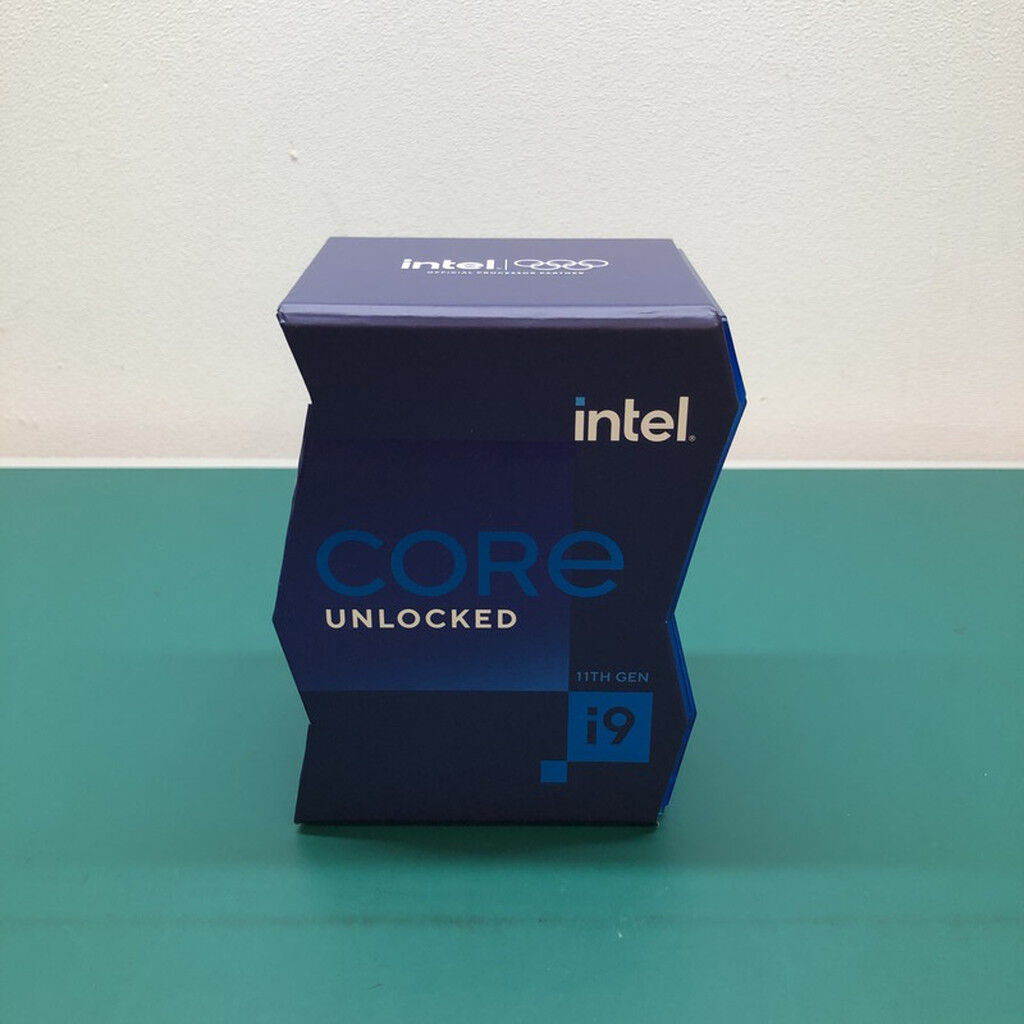 intel
OFFICIAL PROCESSOR PARTNER
intel®
CORE
UNLOCKED
11TH GEN
i9